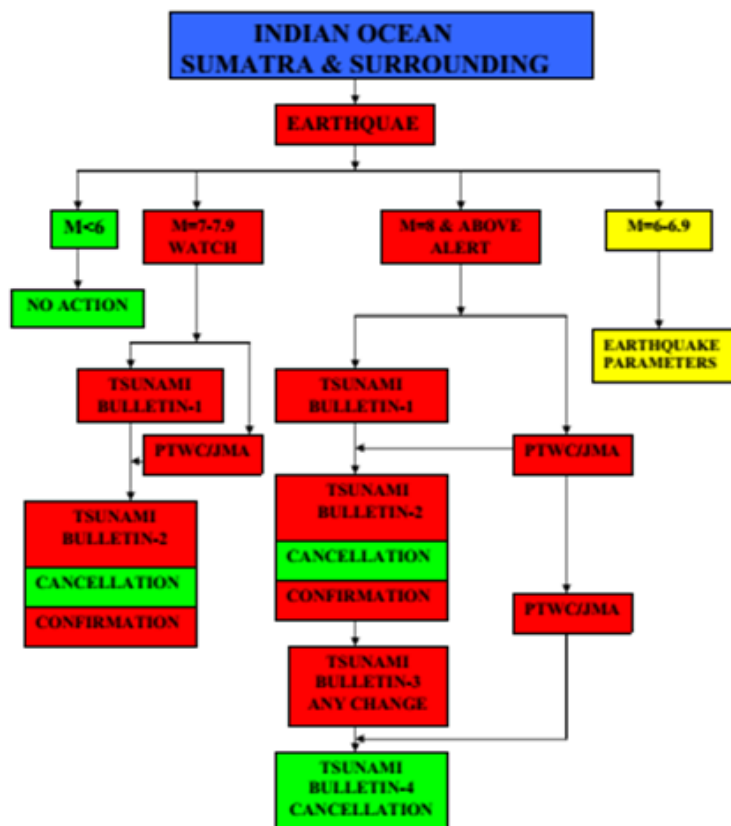 INDIAN OCEAN
SUMATRA & SURROUNDING
EARTHQUAE
M<6
M=7-7.9
WATCH
M=8 & ABOVE
ALERT
M=6-6.9
NO ACTION
EARTHQUAKE
PARAMETERS
TSUNAMI
BULLETIN-1
TSUNAMI
BULLETIN-1
PTWC/JMA
PTWC/JMA
TSUNAMI
BULLETIN-2
CANCELLATION
CONFIRMATION
TSUNAMI
BULLETIN-2
CANCELLATION
CONFIRMATION
PTWC/JMA
TSUNAMI
BULLETIN-3
ANY CHANGE
TSUNAMI
BULLETIN-4
CANCELLATION